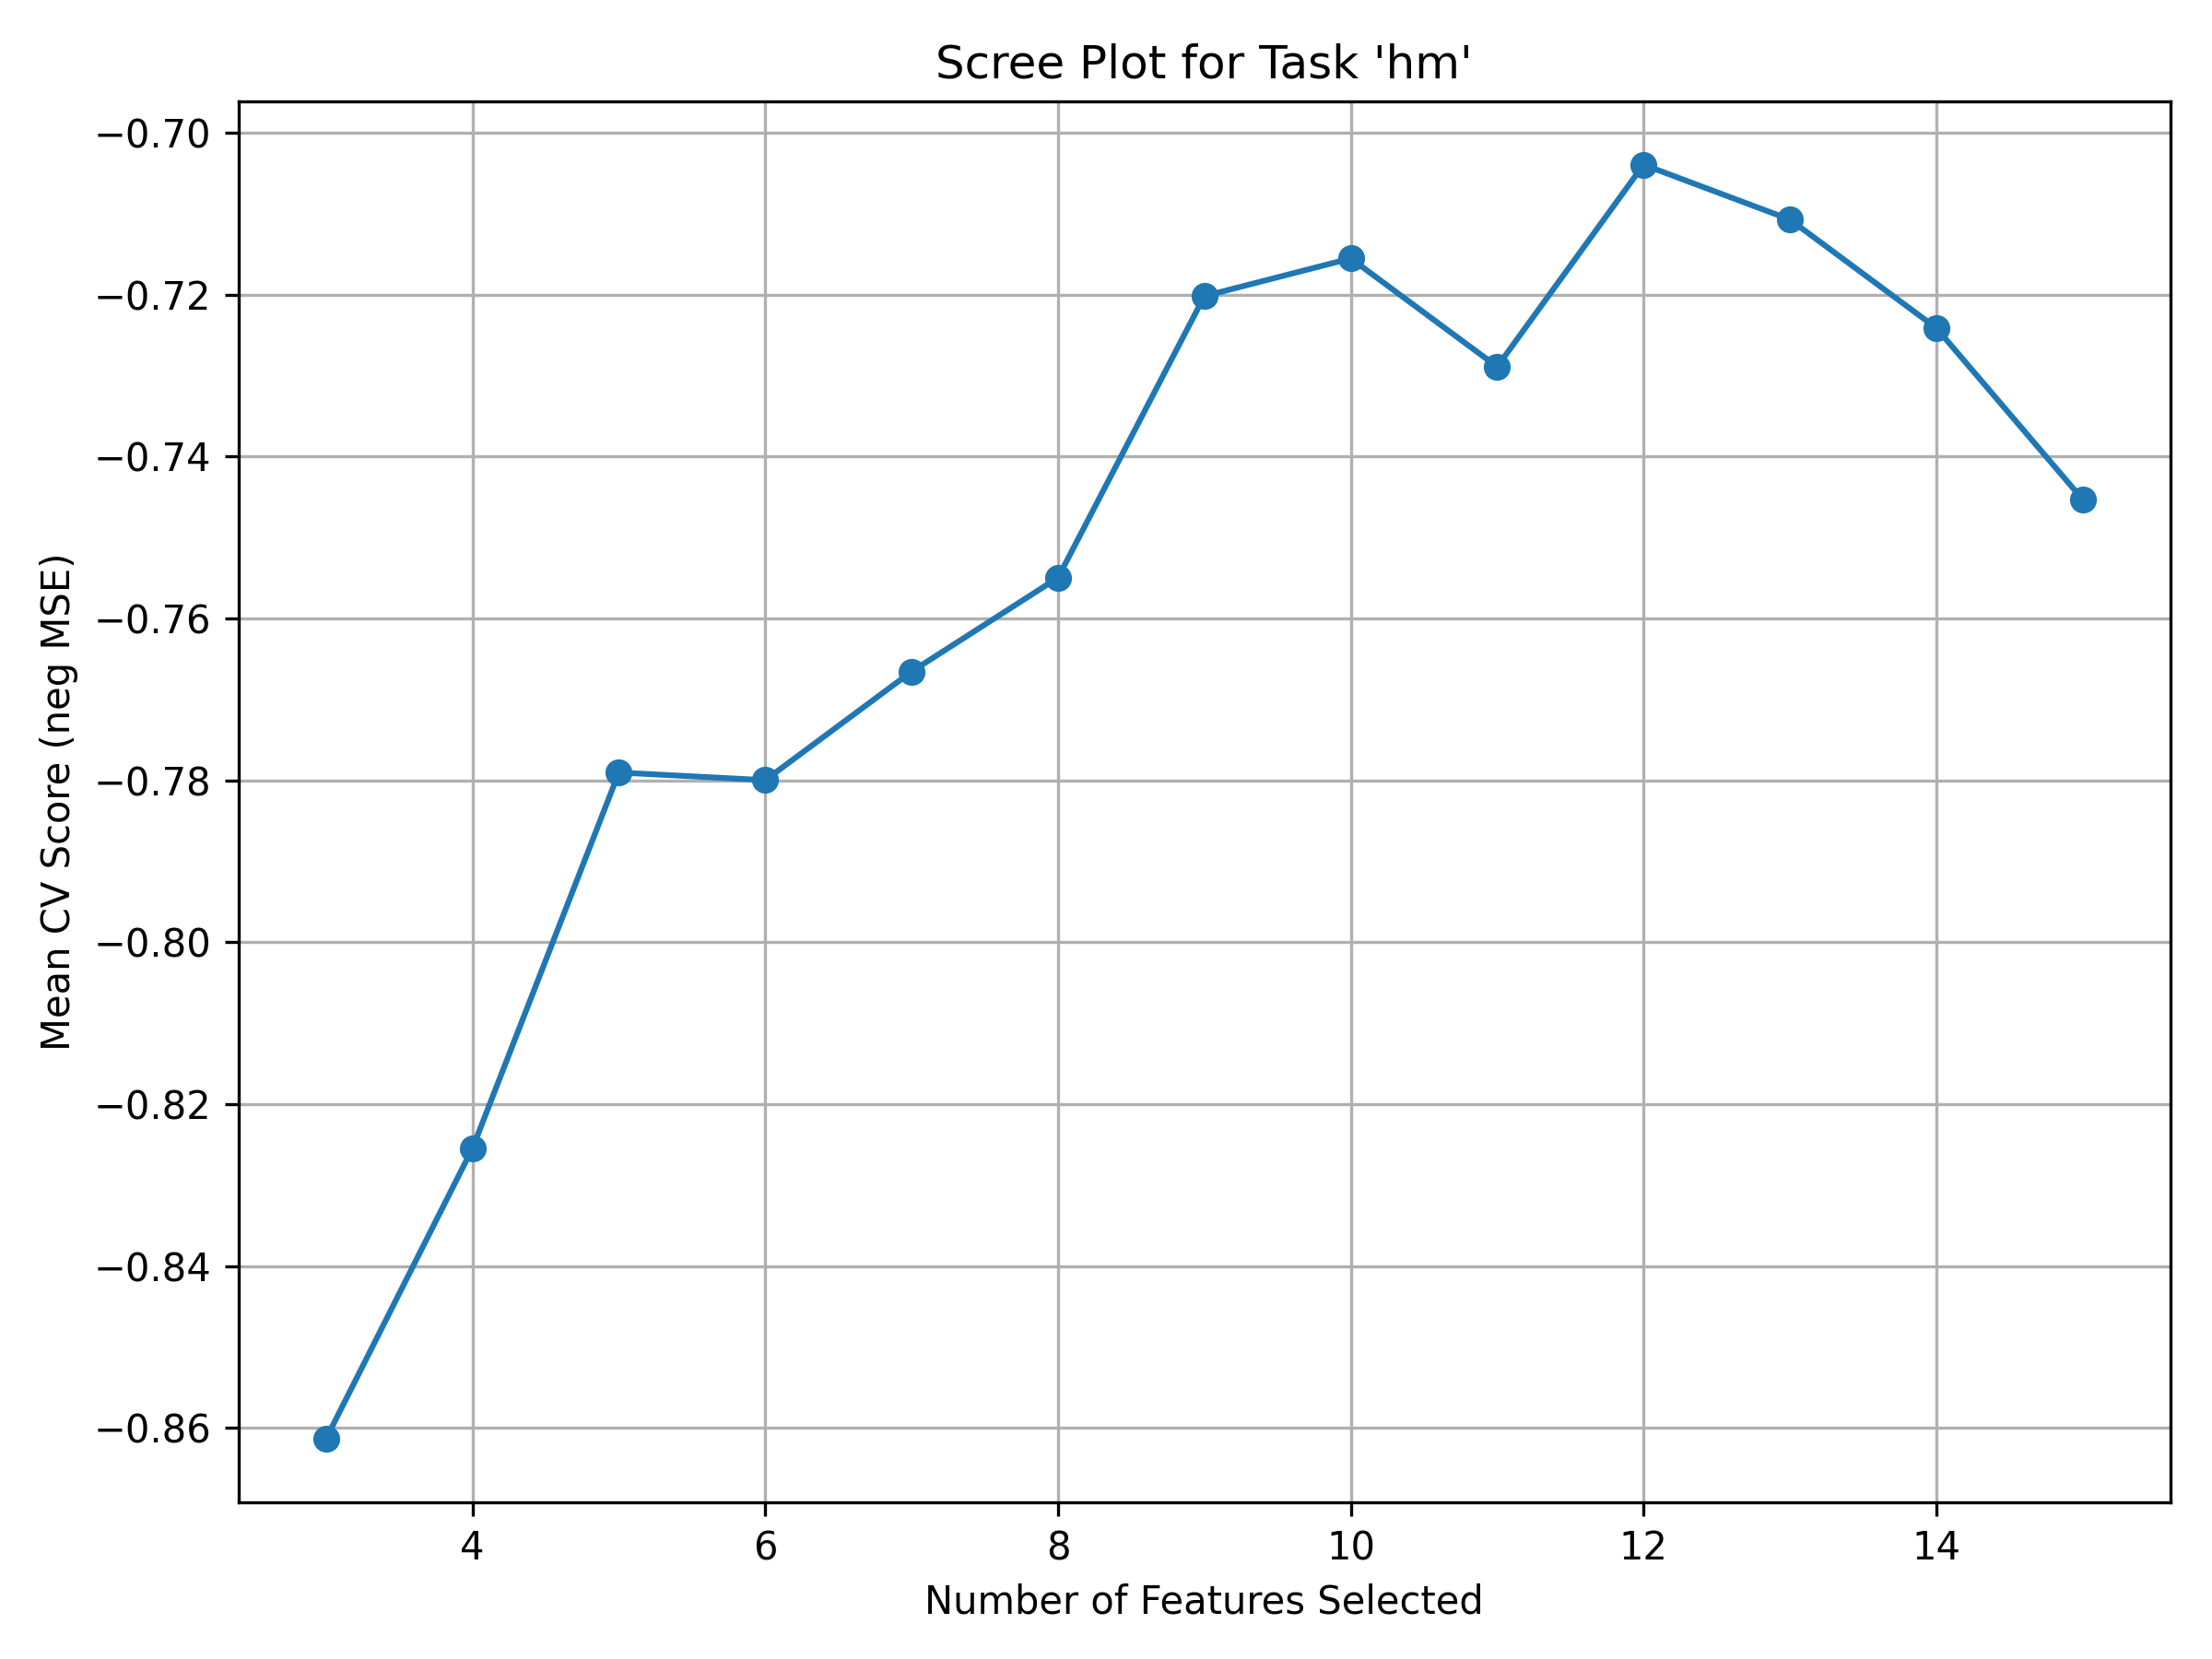 Scree Plot for Task 'hm'
Mean CV Score (neg MSE)
−0.70
−0.72
−0.74
−0.76
−0.78
−0.80
−0.82
−0.84
−0.86
4 6 8 10 12 14
Number of Features Selected